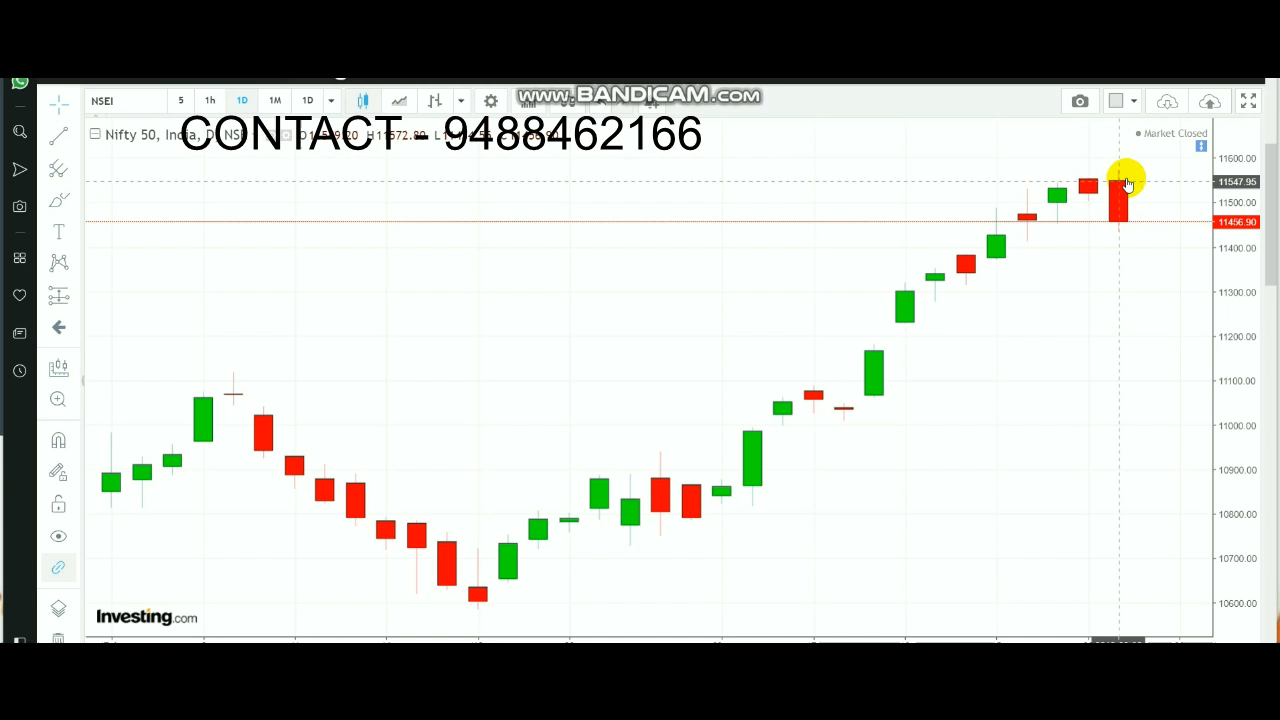 www.BANDICAM.com
NSEI 5 1h 1D 1M 1D
CONTACT - 9488462166
Nifty 50, India, D, NSE
Market Closed
11600.00
11547.95
11500.00
11456.90
11400.00
11300.00
11200.00
11100.00
11000.00
10900.00
10800.00
10700.00
10600.00
Investing.com